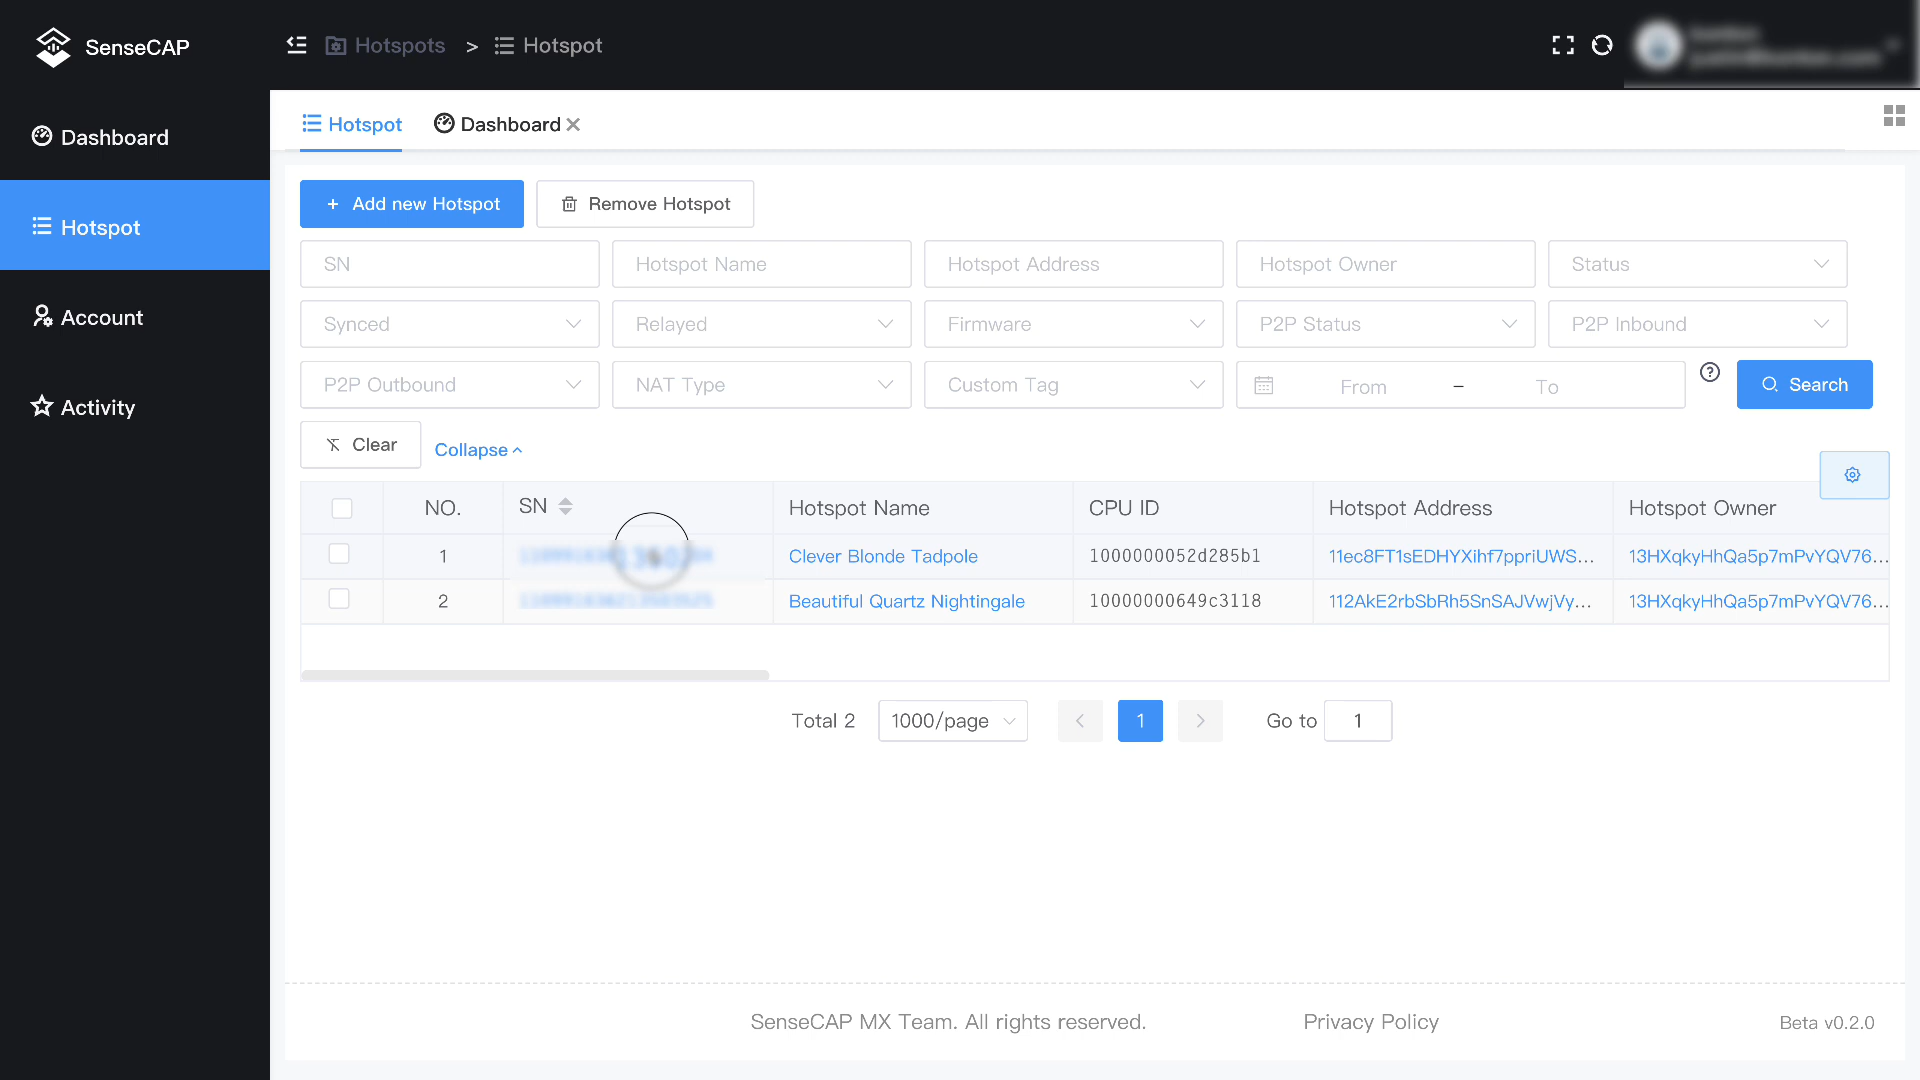 SenseCAP
Hotspots > Hotspot
Dashboard
Hotspot
Account
Activity
Hotspot Dashboard
+ Add new Hotspot Remove Hotspot
SN Hotspot Name Hotspot Address Hotspot Owner Status
Synced Relayed Firmware P2P Status P2P Inbound
P2P Outbound NAT Type Custom Tag From – To Search
Clear Collapse
NO. SN Hotspot Name CPU ID Hotspot Address Hotspot Owner
1 Clever Blonde Tadpole 1000000052d285b1 11ec8FT1sEDHYXihf7ppriUWS... 13HXqkyHhQa5p7mPvYQV76...
2 Beautiful Quartz Nightingale 10000000649c3118 112AkE2rbSbRh5SnSAJVwjVy... 13HXqkyHhQa5p7mPvYQV76...
Total 2 1000/page < 1 > Go to 1
SenseCAP MX Team. All rights reserved. Privacy Policy Beta v0.2.0